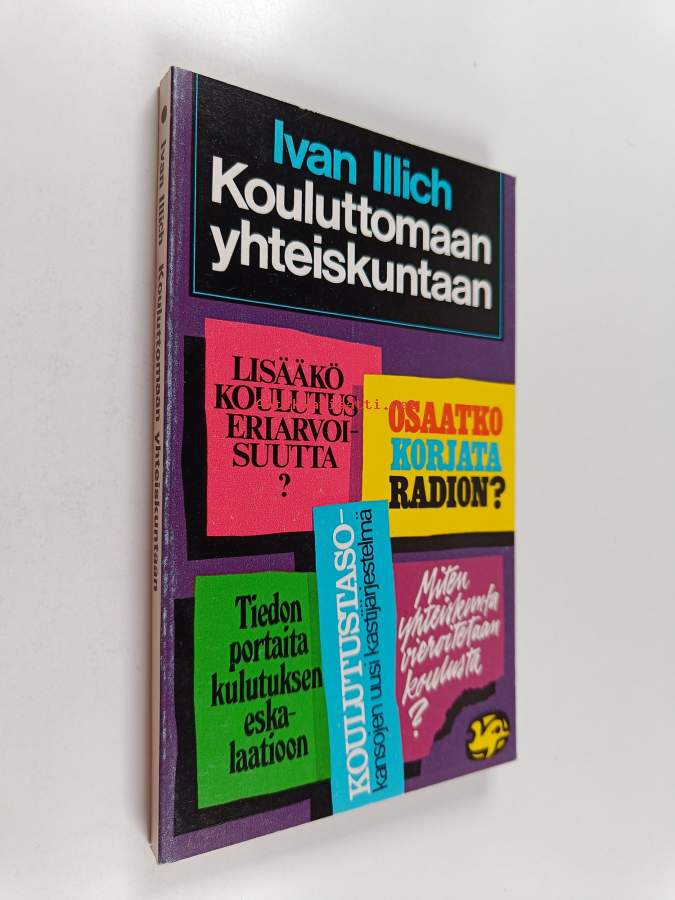 Ivan Illich
Kouluttomaan
yhteiskuntaan
Ivan Illich Kouluttomaan yhteiskuntaan
LISÄÄKÖ
KOULUTUS
ERIARVOI-
SUUTTA
?
OSAATKO
KORJATA
RADION?
Tiedon
portaita
kulutuksen
eska-
laatioon
KOULUTUSTASO–
kansojen uusi kastijärjestelmä
Miten
yhteiskunta
vieroitetaan
koulusta
?